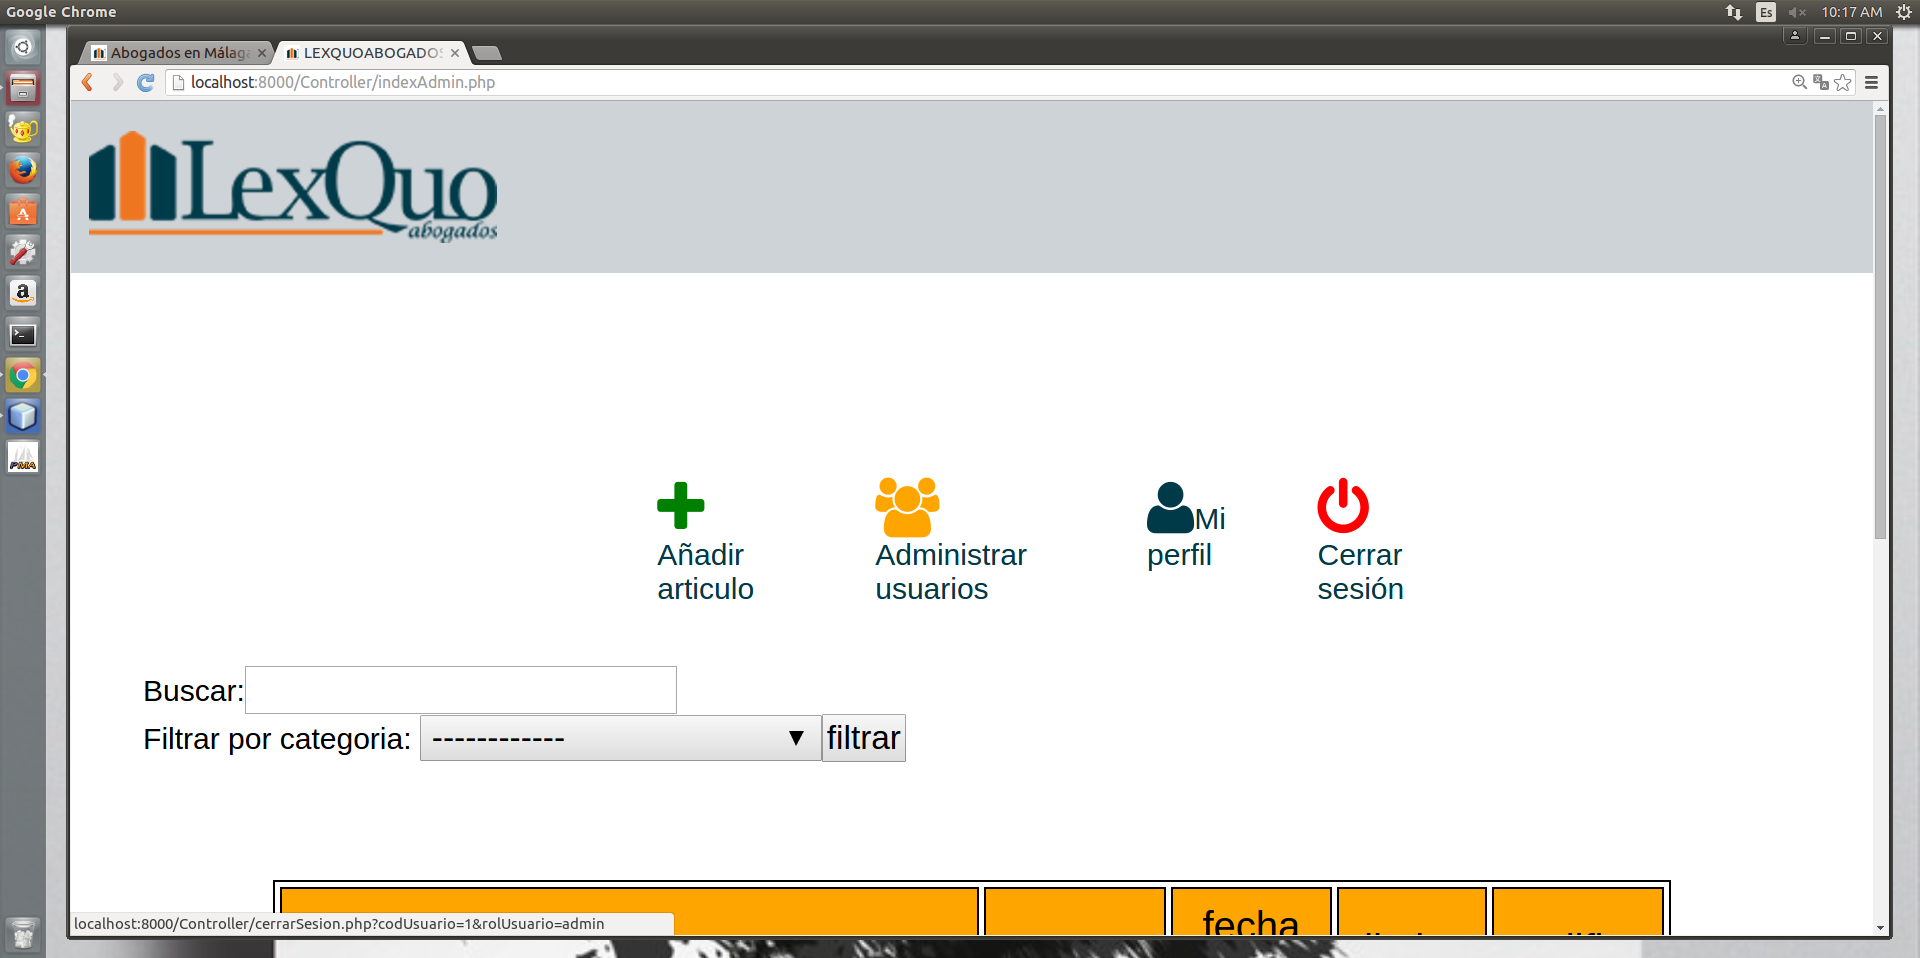 Google Chrome
Es
10:17 AM
Abogados en Málag
LEXQUOABOGADOS
localhost:8000/Controller/indexAdmin.php
LexQuo
abogados
Añadir
articulo
Administrar
usuarios
Mi
perfil
Cerrar
sesión
Buscar:
Filtrar por categoria: ------------ filtrar
fecha
localhost:8000/Controller/cerrarSesion.php?codUsuario=1&rolUsuario=admin
PMA